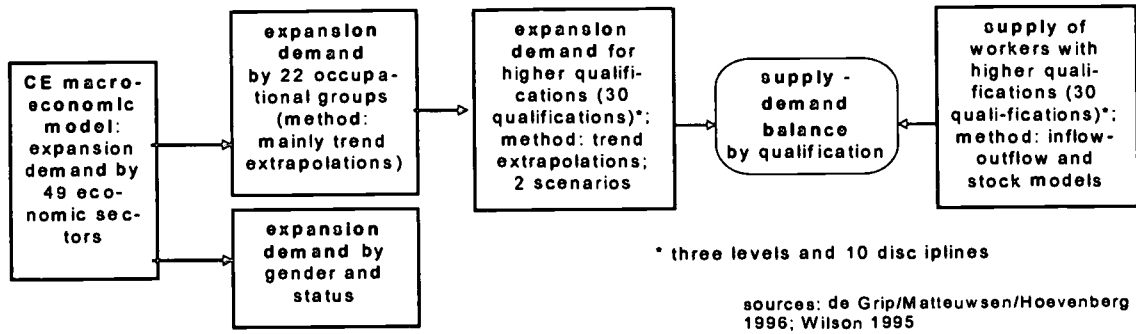 CE macro-
economic
model:
expansion
demand by
49 eco-
nomic sec-
tors
expansion
demand
by 22 occupa-
tional groups
(method:
mainly trend
extrapolations)
expansion
demand by
gender and
status
expansion
demand for
higher qualifi-
cations (30
qualifications)*;
method: trend
extrapolations;
2 scenarios
supply -
demand
balance
by qualification
supply of
workers with
higher quali-
fications (30
quali-fications)*;
method: inflow-
outflow and
stock models
* three levels and 10 disc iplines
sources: de Grip/Matteuwsen/Hoevenberg
1996; Wilson 1995